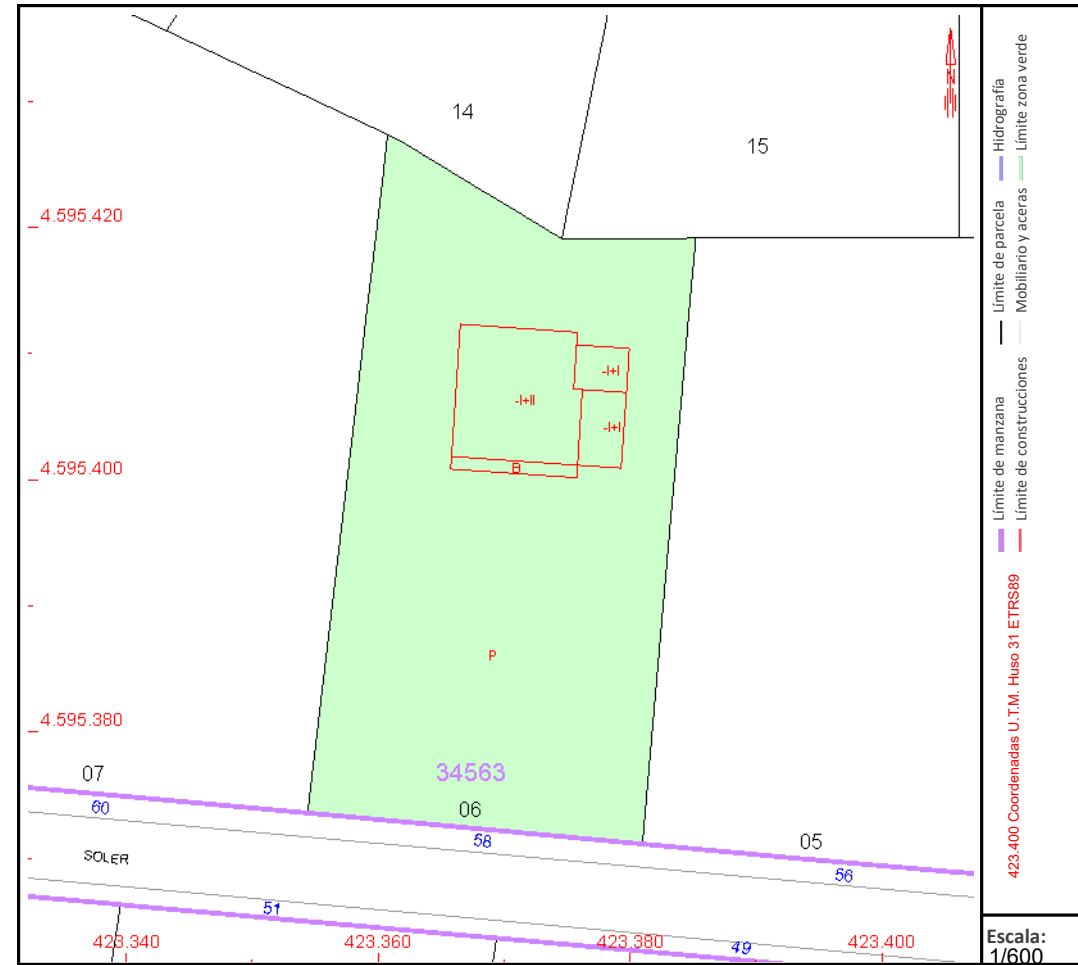 14
15
4.595.420
-I+I
-I+II
-I+I
B
4.595.400
P
4.595.380
34563
07
06
60
58
05
SOLER
56
51
49
423.340
423.360
423.380
423.400
N
423.400 Coordenadas U.T.M. Huso 31 ETRS89
Límite de manzana
Límite de construcciones
Límite de parcela
Mobiliario y aceras
Hidrografía
Límite zona verde
Escala:
1/600